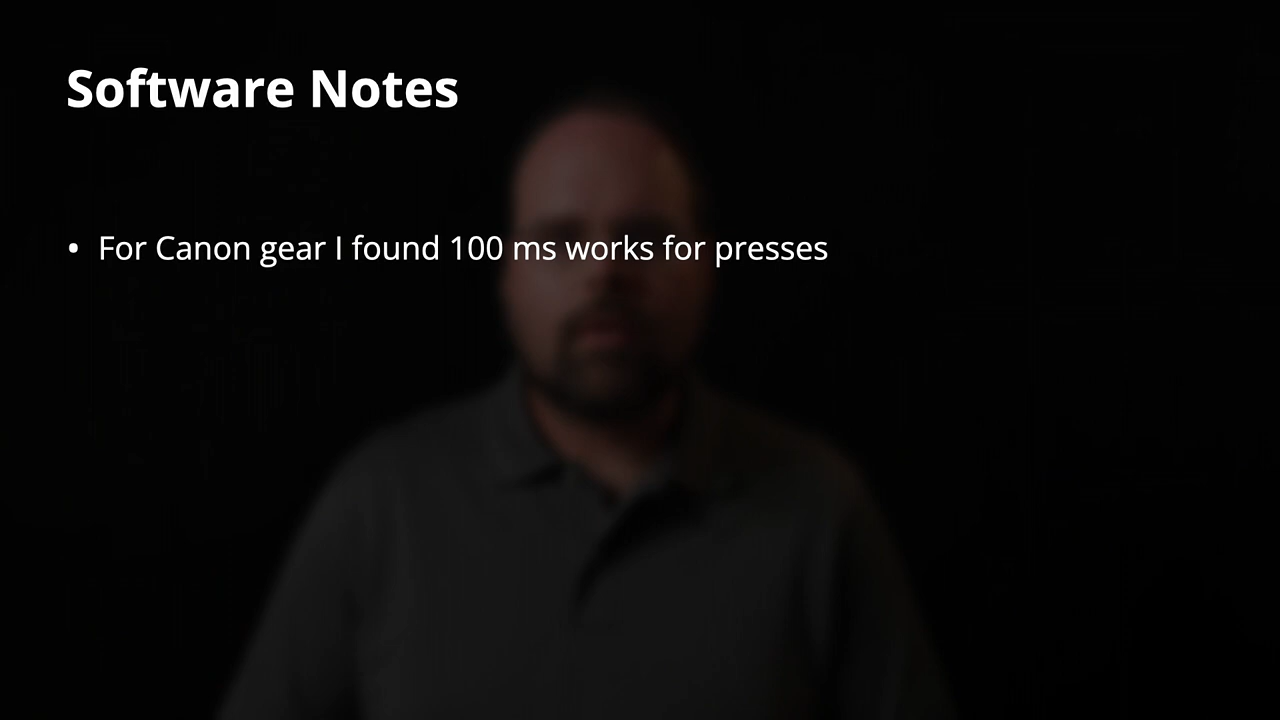 Software Notes
• For Canon gear I found 100 ms works for presses